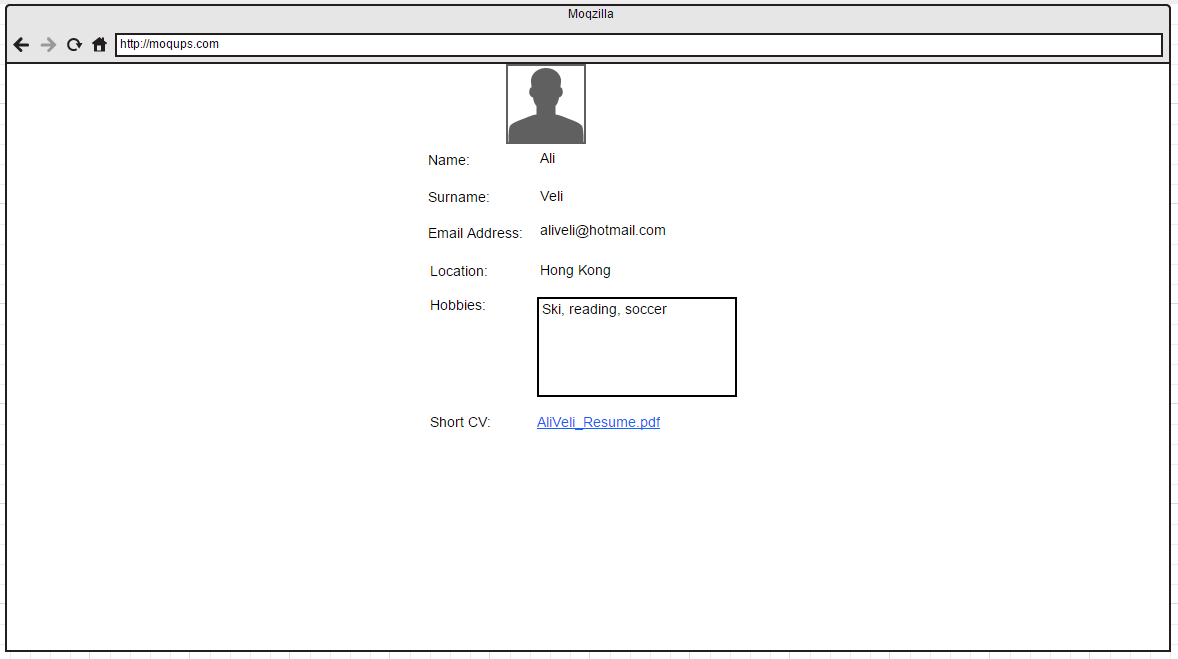 Moqzilla
http://moqups.com
Name: Ali
Surname: Veli
Email Address: aliveli@hotmail.com
Location: Hong Kong
Hobbies: Ski, reading, soccer
Short CV: AliVeli_Resume.pdf